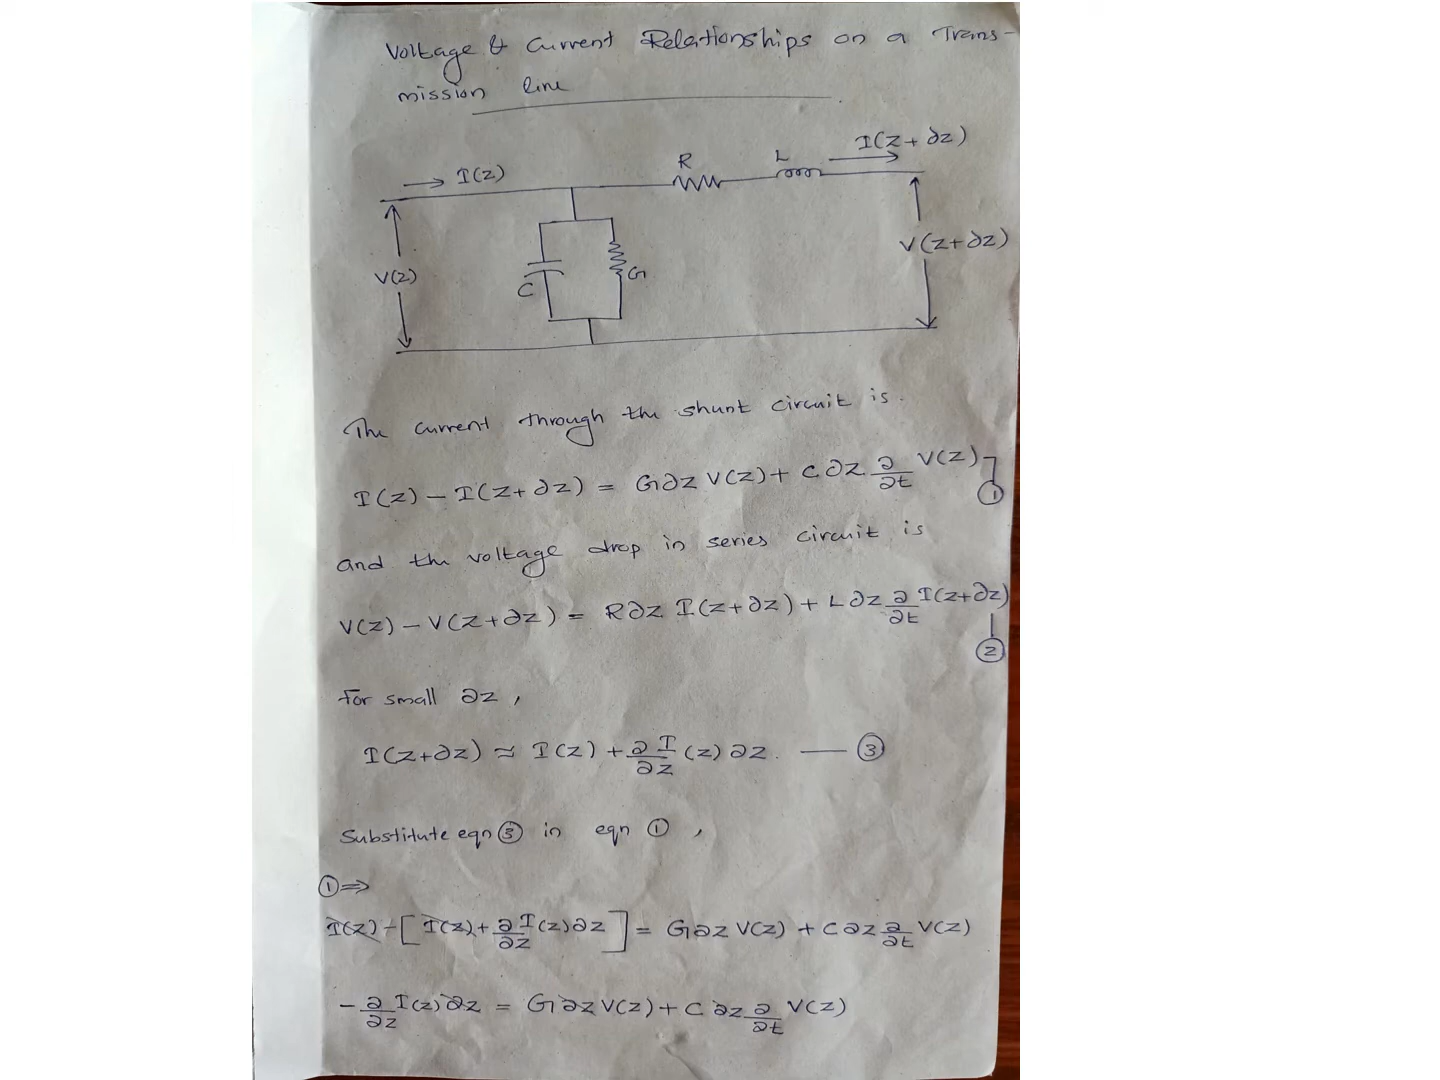 Voltage & Current Relationships on a Trans-
mission line
I(z)
R
L
I(z+∂z)
V(z)
C
G
V(z+∂z)
The current through the shunt circuit is.
I(z) - I(z+∂z) = G∂z V(z) + C∂z ∂/∂t V(z) ①
and the voltage drop in series circuit is
V(z) - V(z+∂z) = R∂z I(z+∂z) + L∂z ∂/∂t I(z+∂z) ②
For small ∂z,
I(z+∂z) ≈ I(z) + ∂I/∂z (z) ∂z. — ③
Substitute eqn ③ in eqn ①,
①⇒
I(z) - [I(z) + ∂/∂z I(z)∂z] = G∂z V(z) + C∂z ∂/∂t V(z)
- ∂/∂z I(z)∂z = G∂z V(z) + C∂z ∂/∂t V(z)